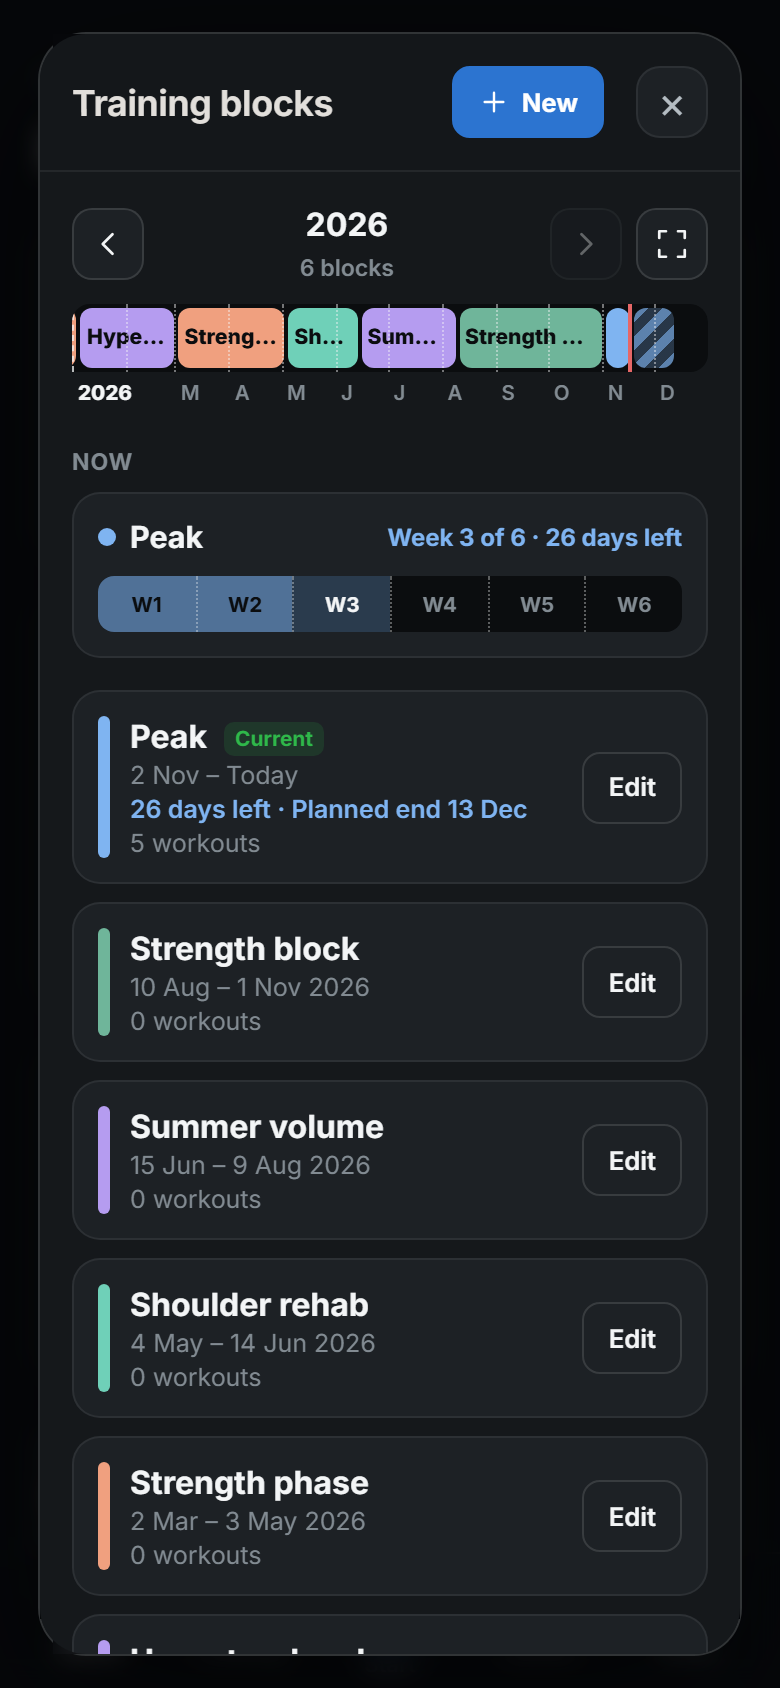 Training blocks
+ New
×
2026
6 blocks
Hype...
Streng...
Sh...
Sum...
Strength ...
2026 M A M J J A S O N D
NOW
Peak
Week 3 of 6 · 26 days left
W1 W2 W3 W4 W5 W6
Peak Current
2 Nov – Today
26 days left · Planned end 13 Dec
5 workouts
Edit
Strength block
10 Aug – 1 Nov 2026
0 workouts
Edit
Summer volume
15 Jun – 9 Aug 2026
0 workouts
Edit
Shoulder rehab
4 May – 14 Jun 2026
0 workouts
Edit
Strength phase
2 Mar – 3 May 2026
0 workouts
Edit